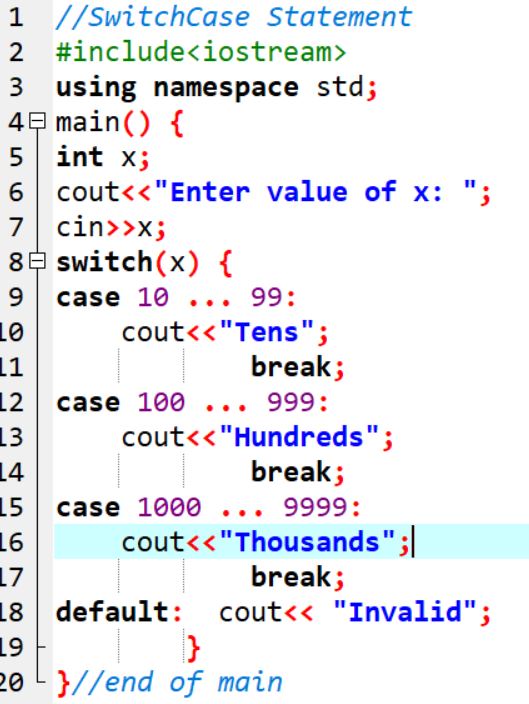 1 //SwitchCase Statement
2 #include<iostream>
3 using namespace std;
4 main() {
5 int x;
6 cout<<"Enter value of x: ";
7 cin>>x;
8 switch(x) {
9 case 10 ... 99:
10 cout<<"Tens";
11 break;
12 case 100 ... 999:
13 cout<<"Hundreds";
14 break;
15 case 1000 ... 9999:
16 cout<<"Thousands";
17 break;
18 default: cout<< "Invalid";
19 }
20 }//end of main